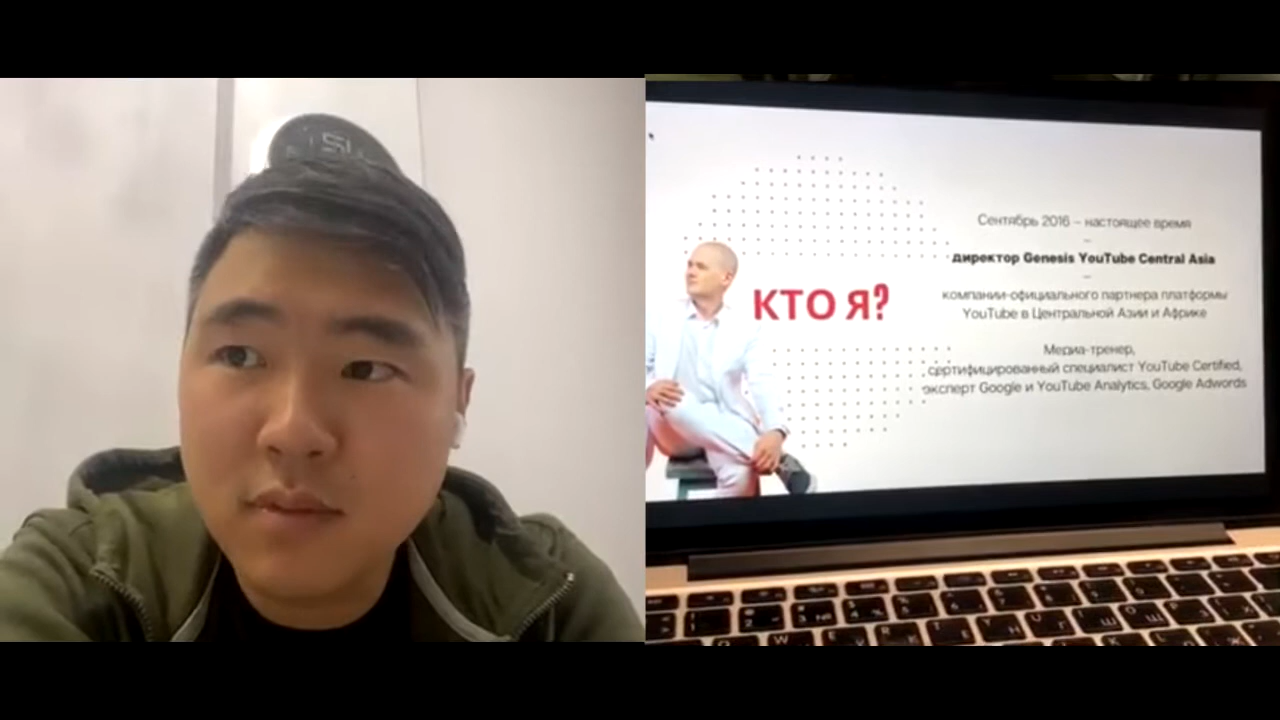 КТО Я?
Сентябрь 2016 – настоящее время
–
директор Genesis YouTube Central Asia
–
компании-официального партнера платформы
YouTube в Центральной Азии и Африке
Медиа-тренер,
сертифицированный специалист YouTube Certified,
эксперт Google и YouTube Analytics, Google Adwords